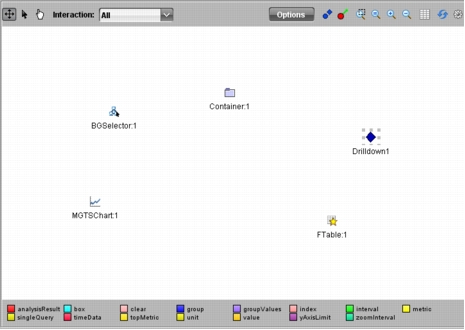 Interaction: All Options
Container:1
BGSelector:1
Drilldown1
MGTSChart:1
FTable:1
analysisResult box clear group groupValues index interval metric
singleQuery timeData topMetric unit value yAxisLimit zoomInterval